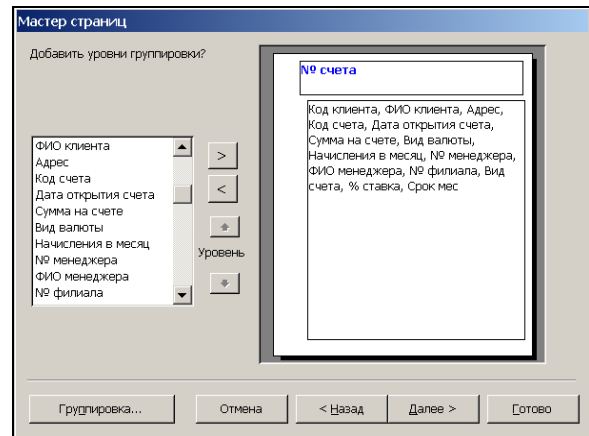 Мастер страниц
Добавить уровни группировки?
ФИО клиента
Адрес
Код счета
Дата открытия счета
Сумма на счете
Вид валюты
Начисления в месяц
№ менеджера
ФИО менеджера
№ филиала
>
<
Уровень
№ счета
Код клиента, ФИО клиента, Адрес,
Код счета, Дата открытия счета,
Сумма на счете, Вид валюты,
Начисления в месяц, № менеджера,
ФИО менеджера, № филиала, Вид
счета, % ставка, Срок мес
Группировка...
Отмена
< Назад
Далее >
Готово